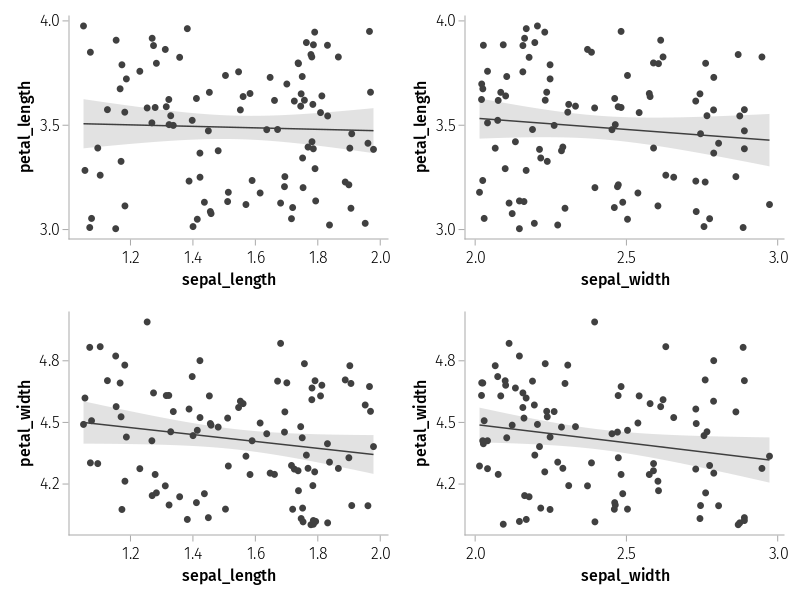 4.0
3.5
3.0
petal_length
1.2 1.4 1.6 1.8 2.0
sepal_length
4.0
3.5
3.0
petal_length
2.0 2.5 3.0
sepal_width
4.8
4.5
4.2
petal_width
1.2 1.4 1.6 1.8 2.0
sepal_length
4.8
4.5
4.2
petal_width
2.0 2.5 3.0
sepal_width